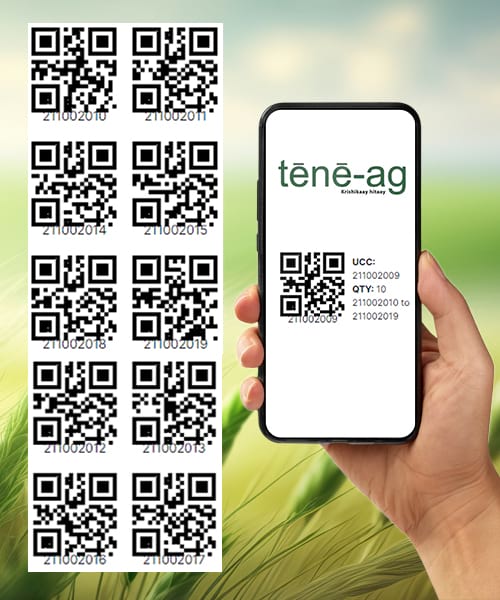 211002010 211002011
211002014 211002015
211002018 211002019
211002012 211002013
211002016 211002017
tēnē-ag
Krishikaay hitaay
UCC:
211002009
QTY: 10
211002010 to
211002019
211002009